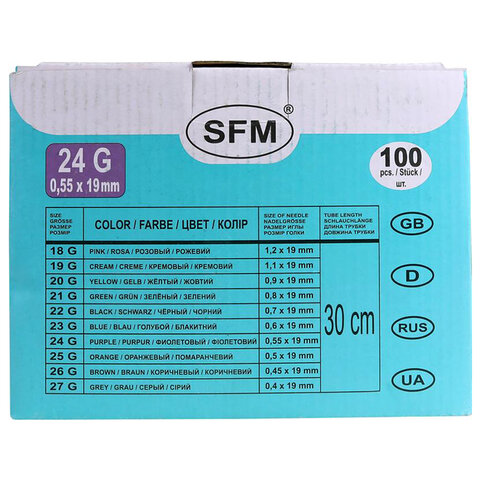 SFM ®
24 G
0,55 x 19mm
100
pcs. / Stück /
шт.
SIZE
GRÖSSE
РАЗМЕР
РОЗМІР
COLOR / FARBE / ЦВЕТ / КОЛІР
SIZE OF NEEDLE
NADELGRÖSSE
РАЗМЕР ИГЛЫ
РОЗМІР ГОЛКИ
TUBE LENGTH
SCHLAUCHLÄNGE
ДЛИНА ТРУБКИ
ДОВЖИНА ТРУБКИ
18 G PINK / ROSA / РОЗОВЫЙ / РОЖЕВИЙ 1,2 x 19 mm
19 G CREAM / CREME / КРЕМОВЫЙ / КРЕМОВИЙ 1,1 x 19 mm
20 G YELLOW / GELB / ЖЁЛТЫЙ / ЖОВТИЙ 0,9 x 19 mm
21 G GREEN / GRÜN / ЗЕЛЁНЫЙ / ЗЕЛЕНИЙ 0,8 x 19 mm
22 G BLACK / SCHWARZ / ЧЁРНЫЙ / ЧОРНИЙ 0,7 x 19 mm
23 G BLUE / BLAU / ГОЛУБОЙ / БЛАКИТНИЙ 0,6 x 19 mm
24 G PURPLE / PURPUR / ФИОЛЕТОВЫЙ / ФІОЛЕТОВИЙ 0,55 x 19 mm
25 G ORANGE / ОРАНЖЕВЫЙ / ПОМАРАНЧЕВИЙ 0,5 x 19 mm
26 G BROWN / BRAUN / КОРИЧНЕВЫЙ / КОРИЧНЕВИЙ 0,45 x 19 mm
27 G GREY / GRAU / СЕРЫЙ / СІРИЙ 0,4 x 19 mm
30 cm
GB
D
RUS
UA